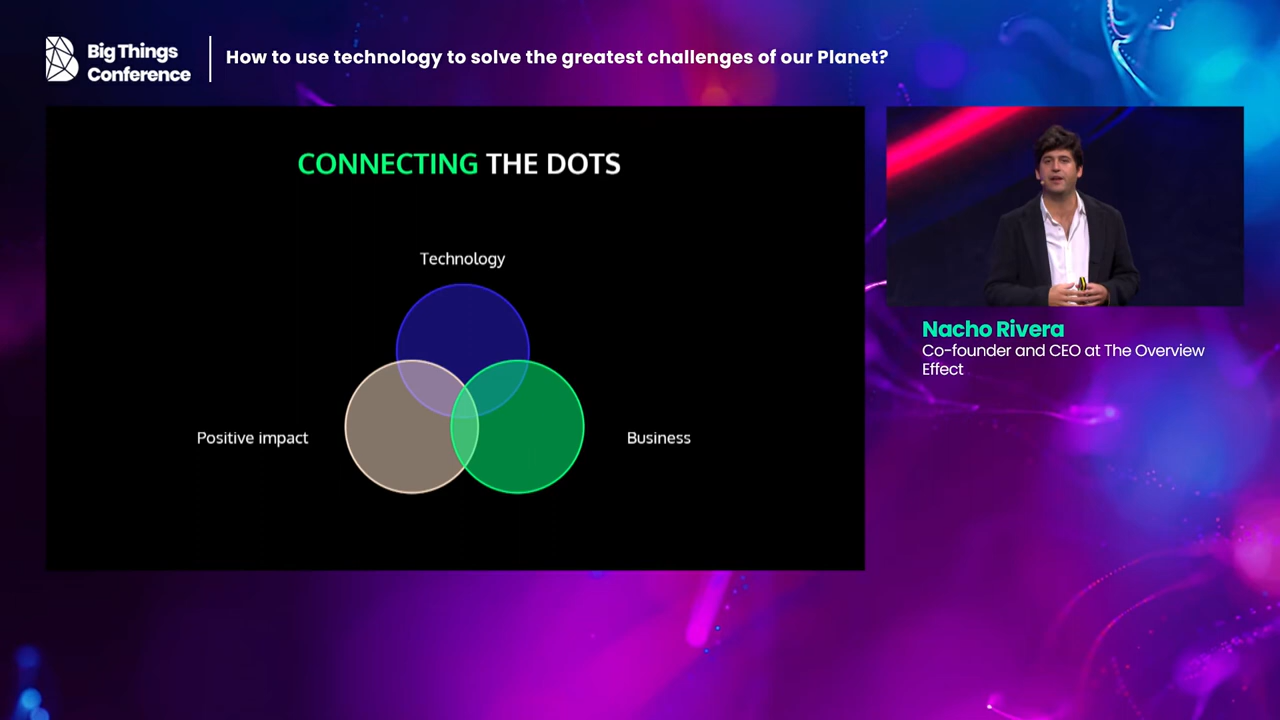 Big Things
Conference
How to use technology to solve the greatest challenges of our Planet?
CONNECTING THE DOTS
Technology
Positive impact
Business
Nacho Rivera
Co-founder and CEO at The Overview
Effect